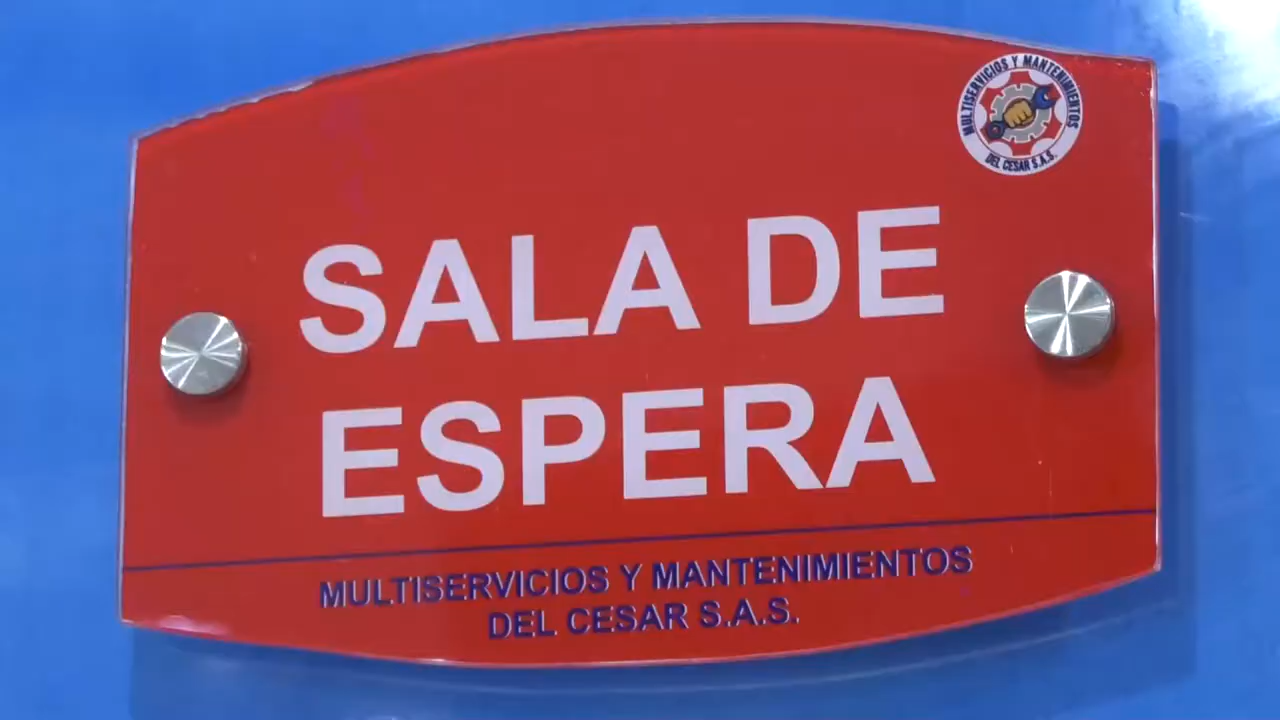 MULTISERVICIOS Y MANTENIMIENTOS
DEL CESAR S.A.S.
SALA DE
ESPERA
MULTISERVICIOS Y MANTENIMIENTOS
DEL CESAR S.A.S.